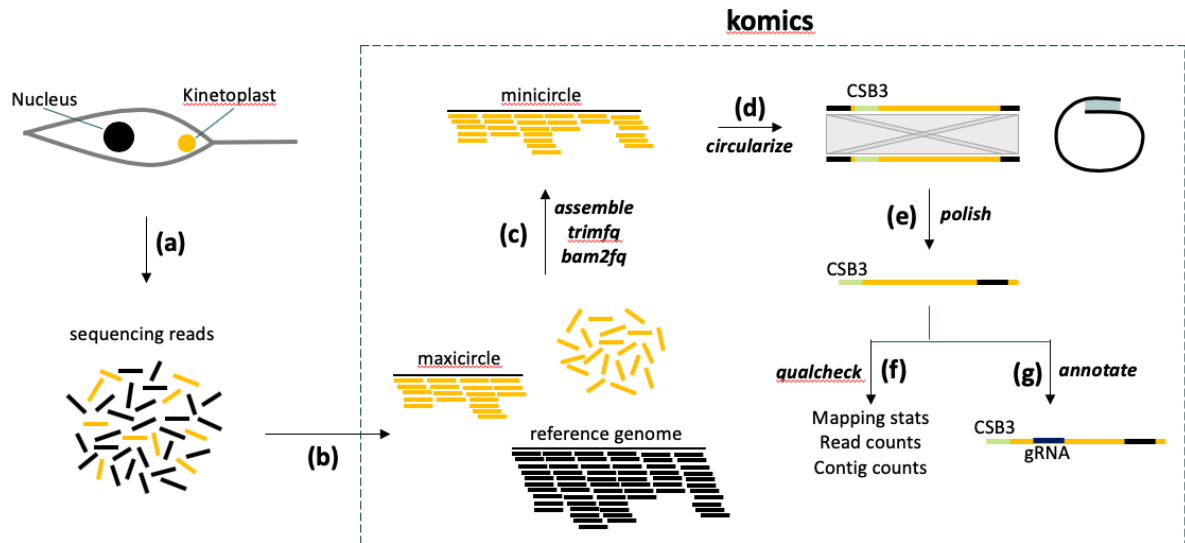 komics
Nucleus
Kinetoplast
(a)
sequencing reads
(b)
maxicircle
reference genome
(c)
assemble
trimfq
bam2fq
minicircle
(d)
circularize
CSB3
(e)
polish
CSB3
qualcheck
(f)
Mapping stats
Read counts
Contig counts
(g)
annotate
CSB3
gRNA